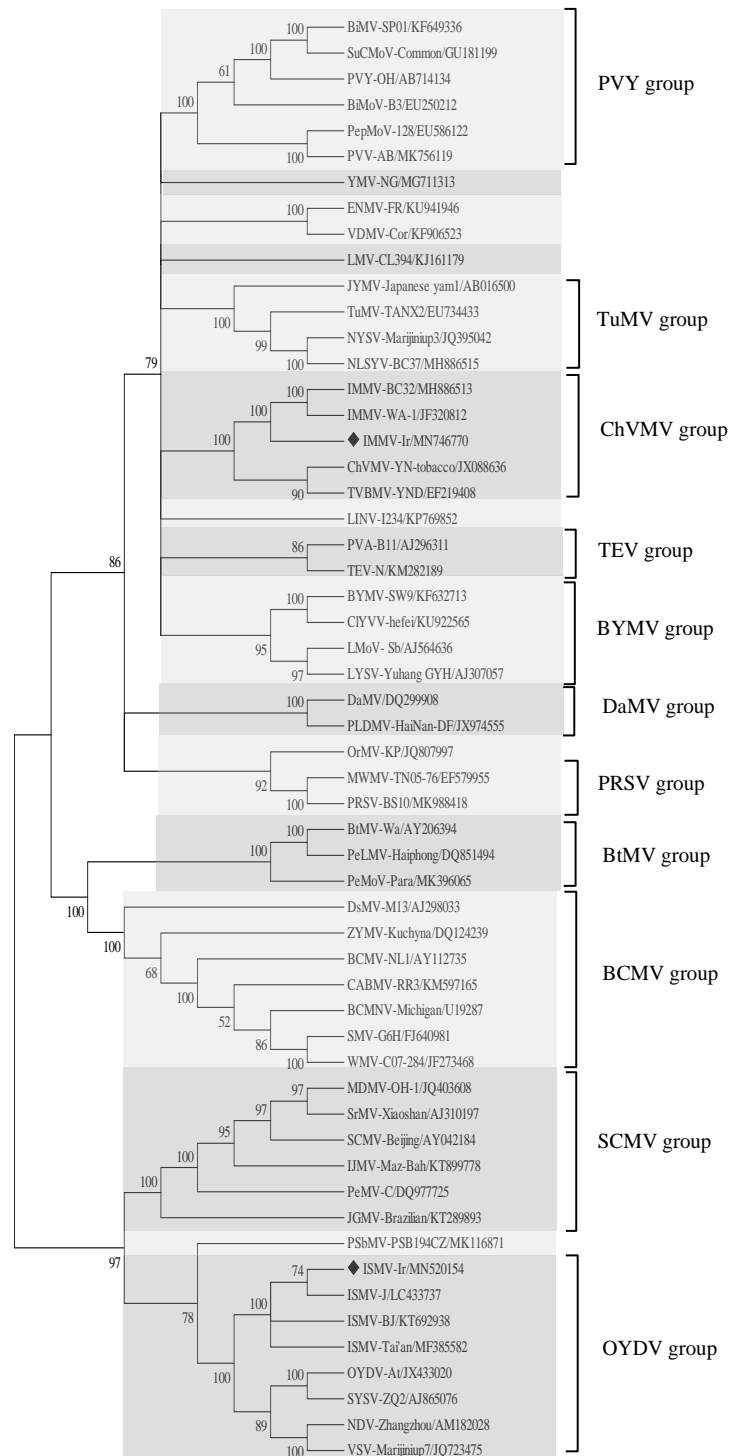 BiMV-SP01/KF649336
SuCMoV-Common/GU181199
PVY-OH/AB714134
BiMoV-B3/EU250212
PepMoV-128/EU586122
PVV-AB/MK756119
YMV-NG/MG711313
ENMV-FR/KU941946
VDMV-Cor/KF906523
LMV-CL394/KJ161179
JYMV-Japanese yam1/AB016500
TuMV-TANX2/EU734433
NYSV-Marijiniup3/JQ395042
NLSYV-BC37/MH886515
IMMV-BC32/MH886513
IMMV-WA-1/JF320812
◆ IMMV-Ir/MN746770
ChVMV-YN-tobacco/JX088636
TVBMV-YND/EF219408
LINV-I234/KP769852
PVA-B11/AJ296311
TEV-N/KM282189
BYMV-SW9/KF632713
ClYVV-hefei/KU922565
LMoV- Sb/AJ564636
LYSV-Yuhang GYH/AJ307057
DaMV/DQ299908
PLDMV-HaiNan-DF/JX974555
OrMV-KP/JQ807997
MWMV-TN05-76/EF579955
PRSV-BS10/MK988418
BtMV-Wa/AY206394
PeLMV-Haiphong/DQ851494
PeMoV-Para/MK396065
DsMV-M13/AJ298033
ZYMV-Kuchyna/DQ124239
BCMV-NL1/AY112735
CABMV-RR3/KM597165
BCMNV-Michigan/U19287
SMV-G6H/FJ640981
WMV-C07-284/JF273468
MDMV-OH-1/JQ403608
SrMV-Xiaoshan/AJ310197
SCMV-Beijing/AY042184
IJMV-Maz-Bah/KT899778
PeMV-C/DQ977725
JGMV-Brazilian/KT289893
PSbMV-PSB194CZ/MK116871
◆ ISMV-Ir/MN520154
ISMV-J/LC433737
ISMV-BJ/KT692938
ISMV-Tai'an/MF385582
OYDV-At/JX433020
SYSV-ZQ2/AJ865076
NDV-Zhangzhou/AM182028
VSV-Marijiniup7/JQ723475
PVY group
TuMV group
ChVMV group
TEV group
BYMV group
DaMV group
PRSV group
BtMV group
BCMV group
SCMV group
OYDV group
100
100
61
100
100
100
100
99
100
79
100
100
100
90
86
86
100
95
97
100
92
100
100
100
100
100
68
100
52
86
100
97
97
95
100
100
97
74
100
78
100
100
89
100